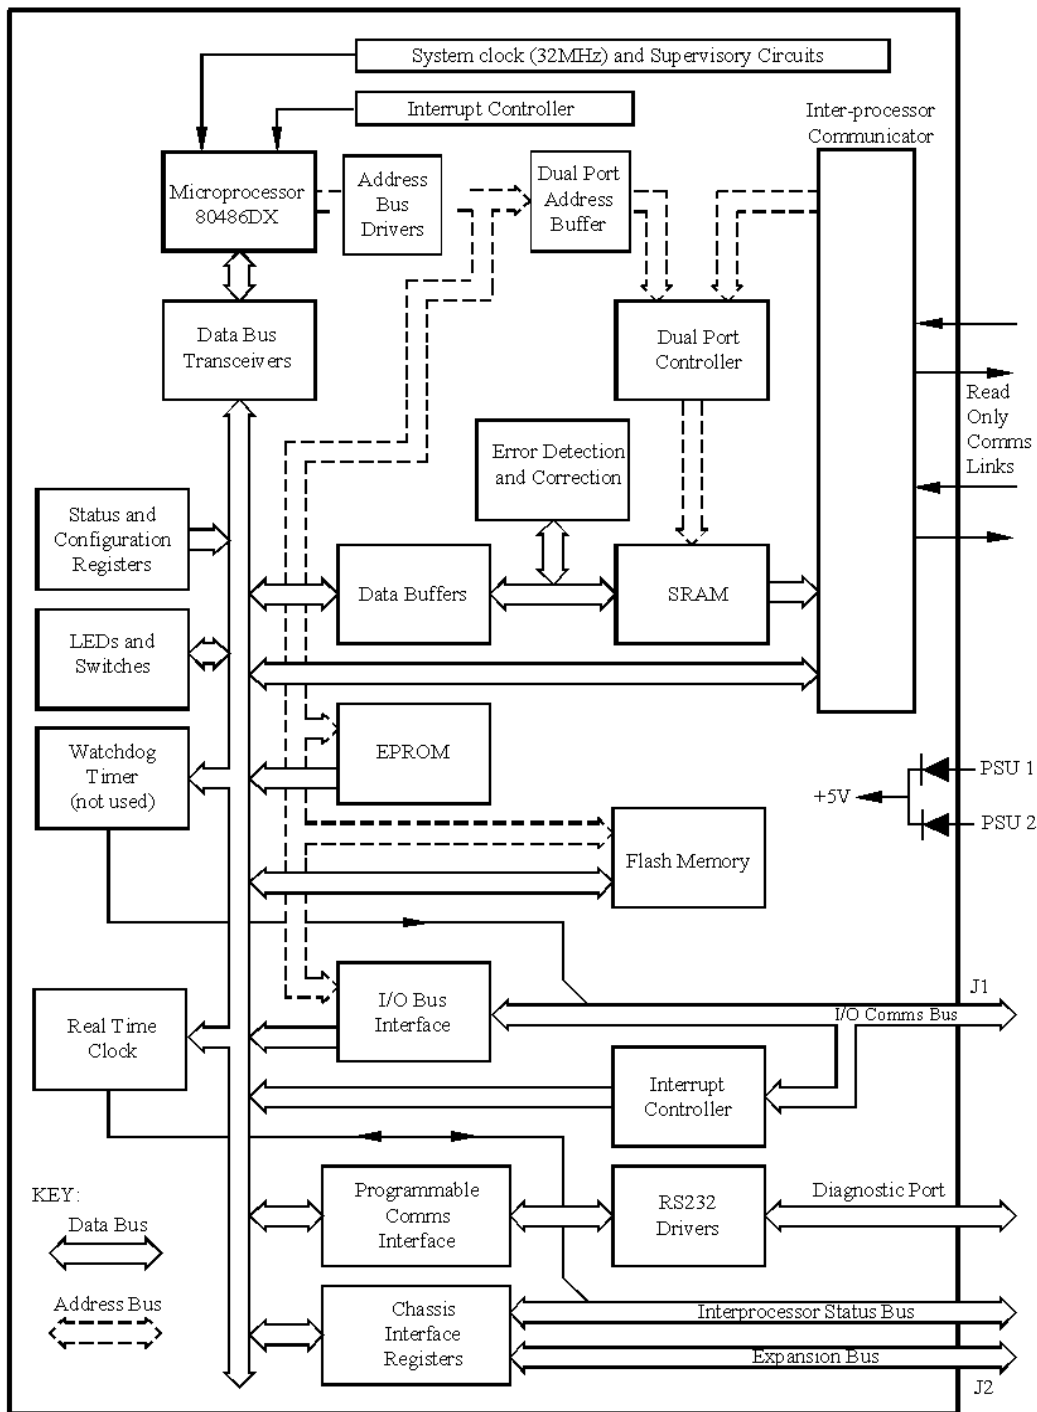 System clock (32MHz) and Supervisory Circuits
Interrupt Controller
Inter-processor
Communicator
Microprocessor
80486DX
Address
Bus
Drivers
Dual Port
Address
Buffer
Data Bus
Transceivers
Dual Port
Controller
Read
Only
Comms
Links
Error Detection
and Correction
Status and
Configuration
Registers
Data Buffers
SRAM
LEDs and
Switches
EPROM
Watchdog
Timer
(not used)
PSU 1
+5V
PSU 2
Flash Memory
I/O Bus
Interface
J1
I/O Comms Bus
Real Time
Clock
Interrupt
Controller
KEY:
Data Bus
Address Bus
Programmable
Comms
Interface
RS232
Drivers
Diagnostic Port
Chassis
Interface
Registers
Interprocessor Status Bus
Expansion Bus
J2